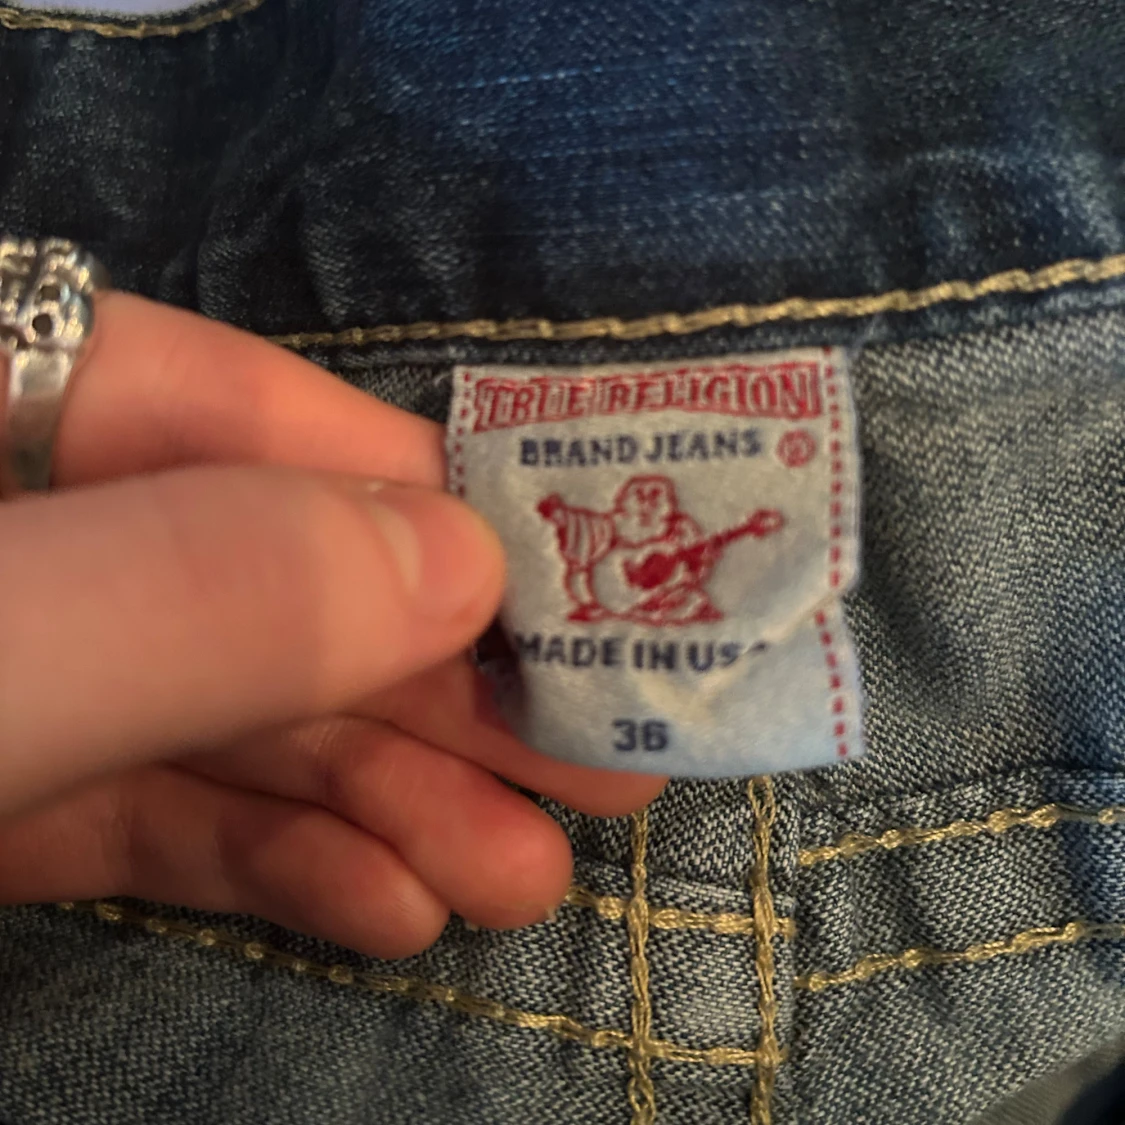 TRUE RELIGION
BRAND JEANS ®
MADE IN USA
36